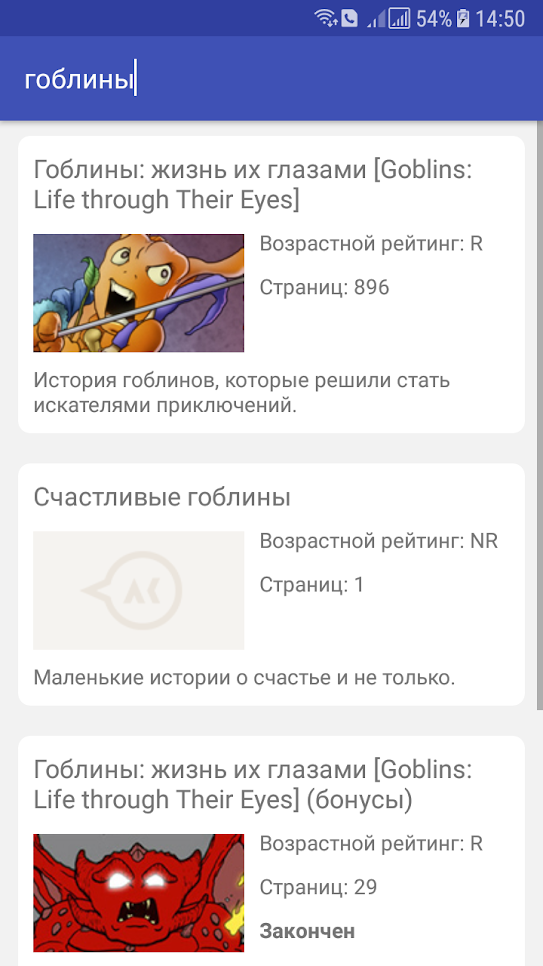 54% 14:50
гоблины
Гоблины: жизнь их глазами [Goblins:
Life through Their Eyes]
Возрастной рейтинг: R
Страниц: 896
История гоблинов, которые решили стать
искателями приключений.
Счастливые гоблины
Возрастной рейтинг: NR
Страниц: 1
Маленькие истории о счастье и не только.
Гоблины: жизнь их глазами [Goblins:
Life through Their Eyes] (бонусы)
Возрастной рейтинг: R
Страниц: 29
Закончен